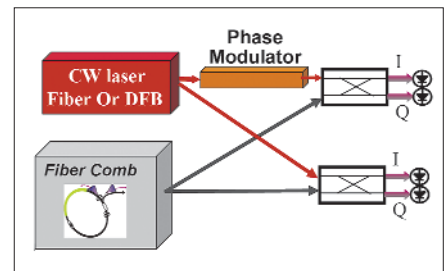 Phase
Modulator
CW laser
Fiber Or DFB
I
Q
Fiber Comb
I
Q